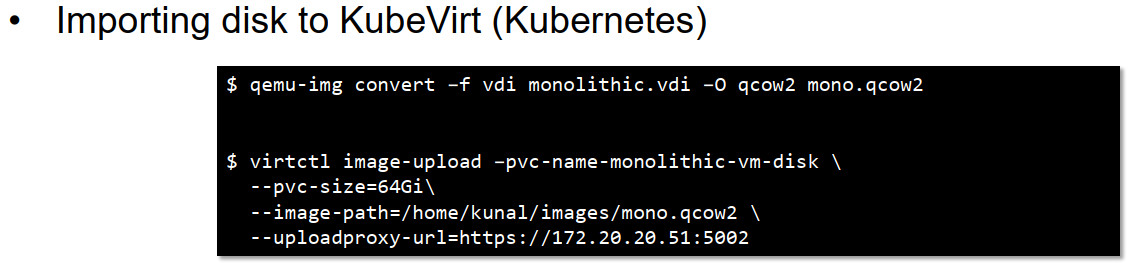 • Importing disk to KubeVirt (Kubernetes)
$ qemu-img convert –f vdi monolithic.vdi –O qcow2 mono.qcow2
$ virtctl image-upload –pvc-name-monolithic-vm-disk \
--pvc-size=64Gi\
--image-path=/home/kunal/images/mono.qcow2 \
--uploadproxy-url=https://172.20.20.51:5002